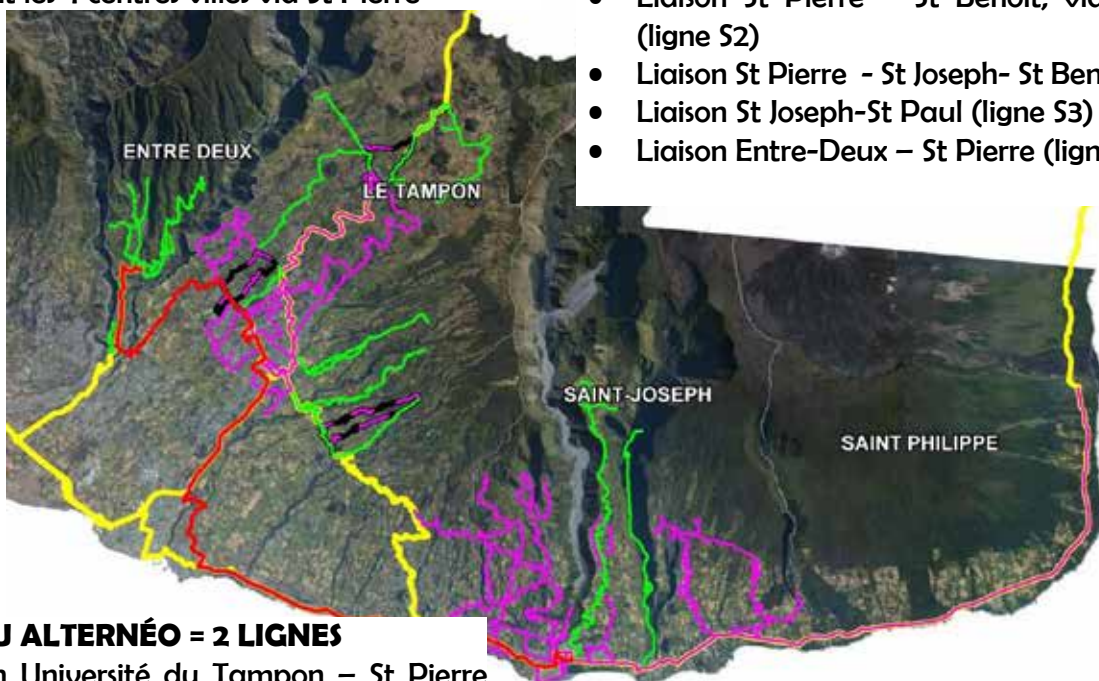 t les 4 centres villes via St Pierre
• Liaison St Pierre – St Benoit, via
(ligne S2)
• Liaison St Pierre - St Joseph- St Ben
• Liaison St Joseph-St Paul (ligne S3)
• Liaison Entre-Deux – St Pierre (lign
ENTRE DEUX
LE TAMPON
SAINT-JOSEPH
SAINT PHILIPPE
U ALTERNÉO = 2 LIGNES
n Université du Tampon – St Pierre